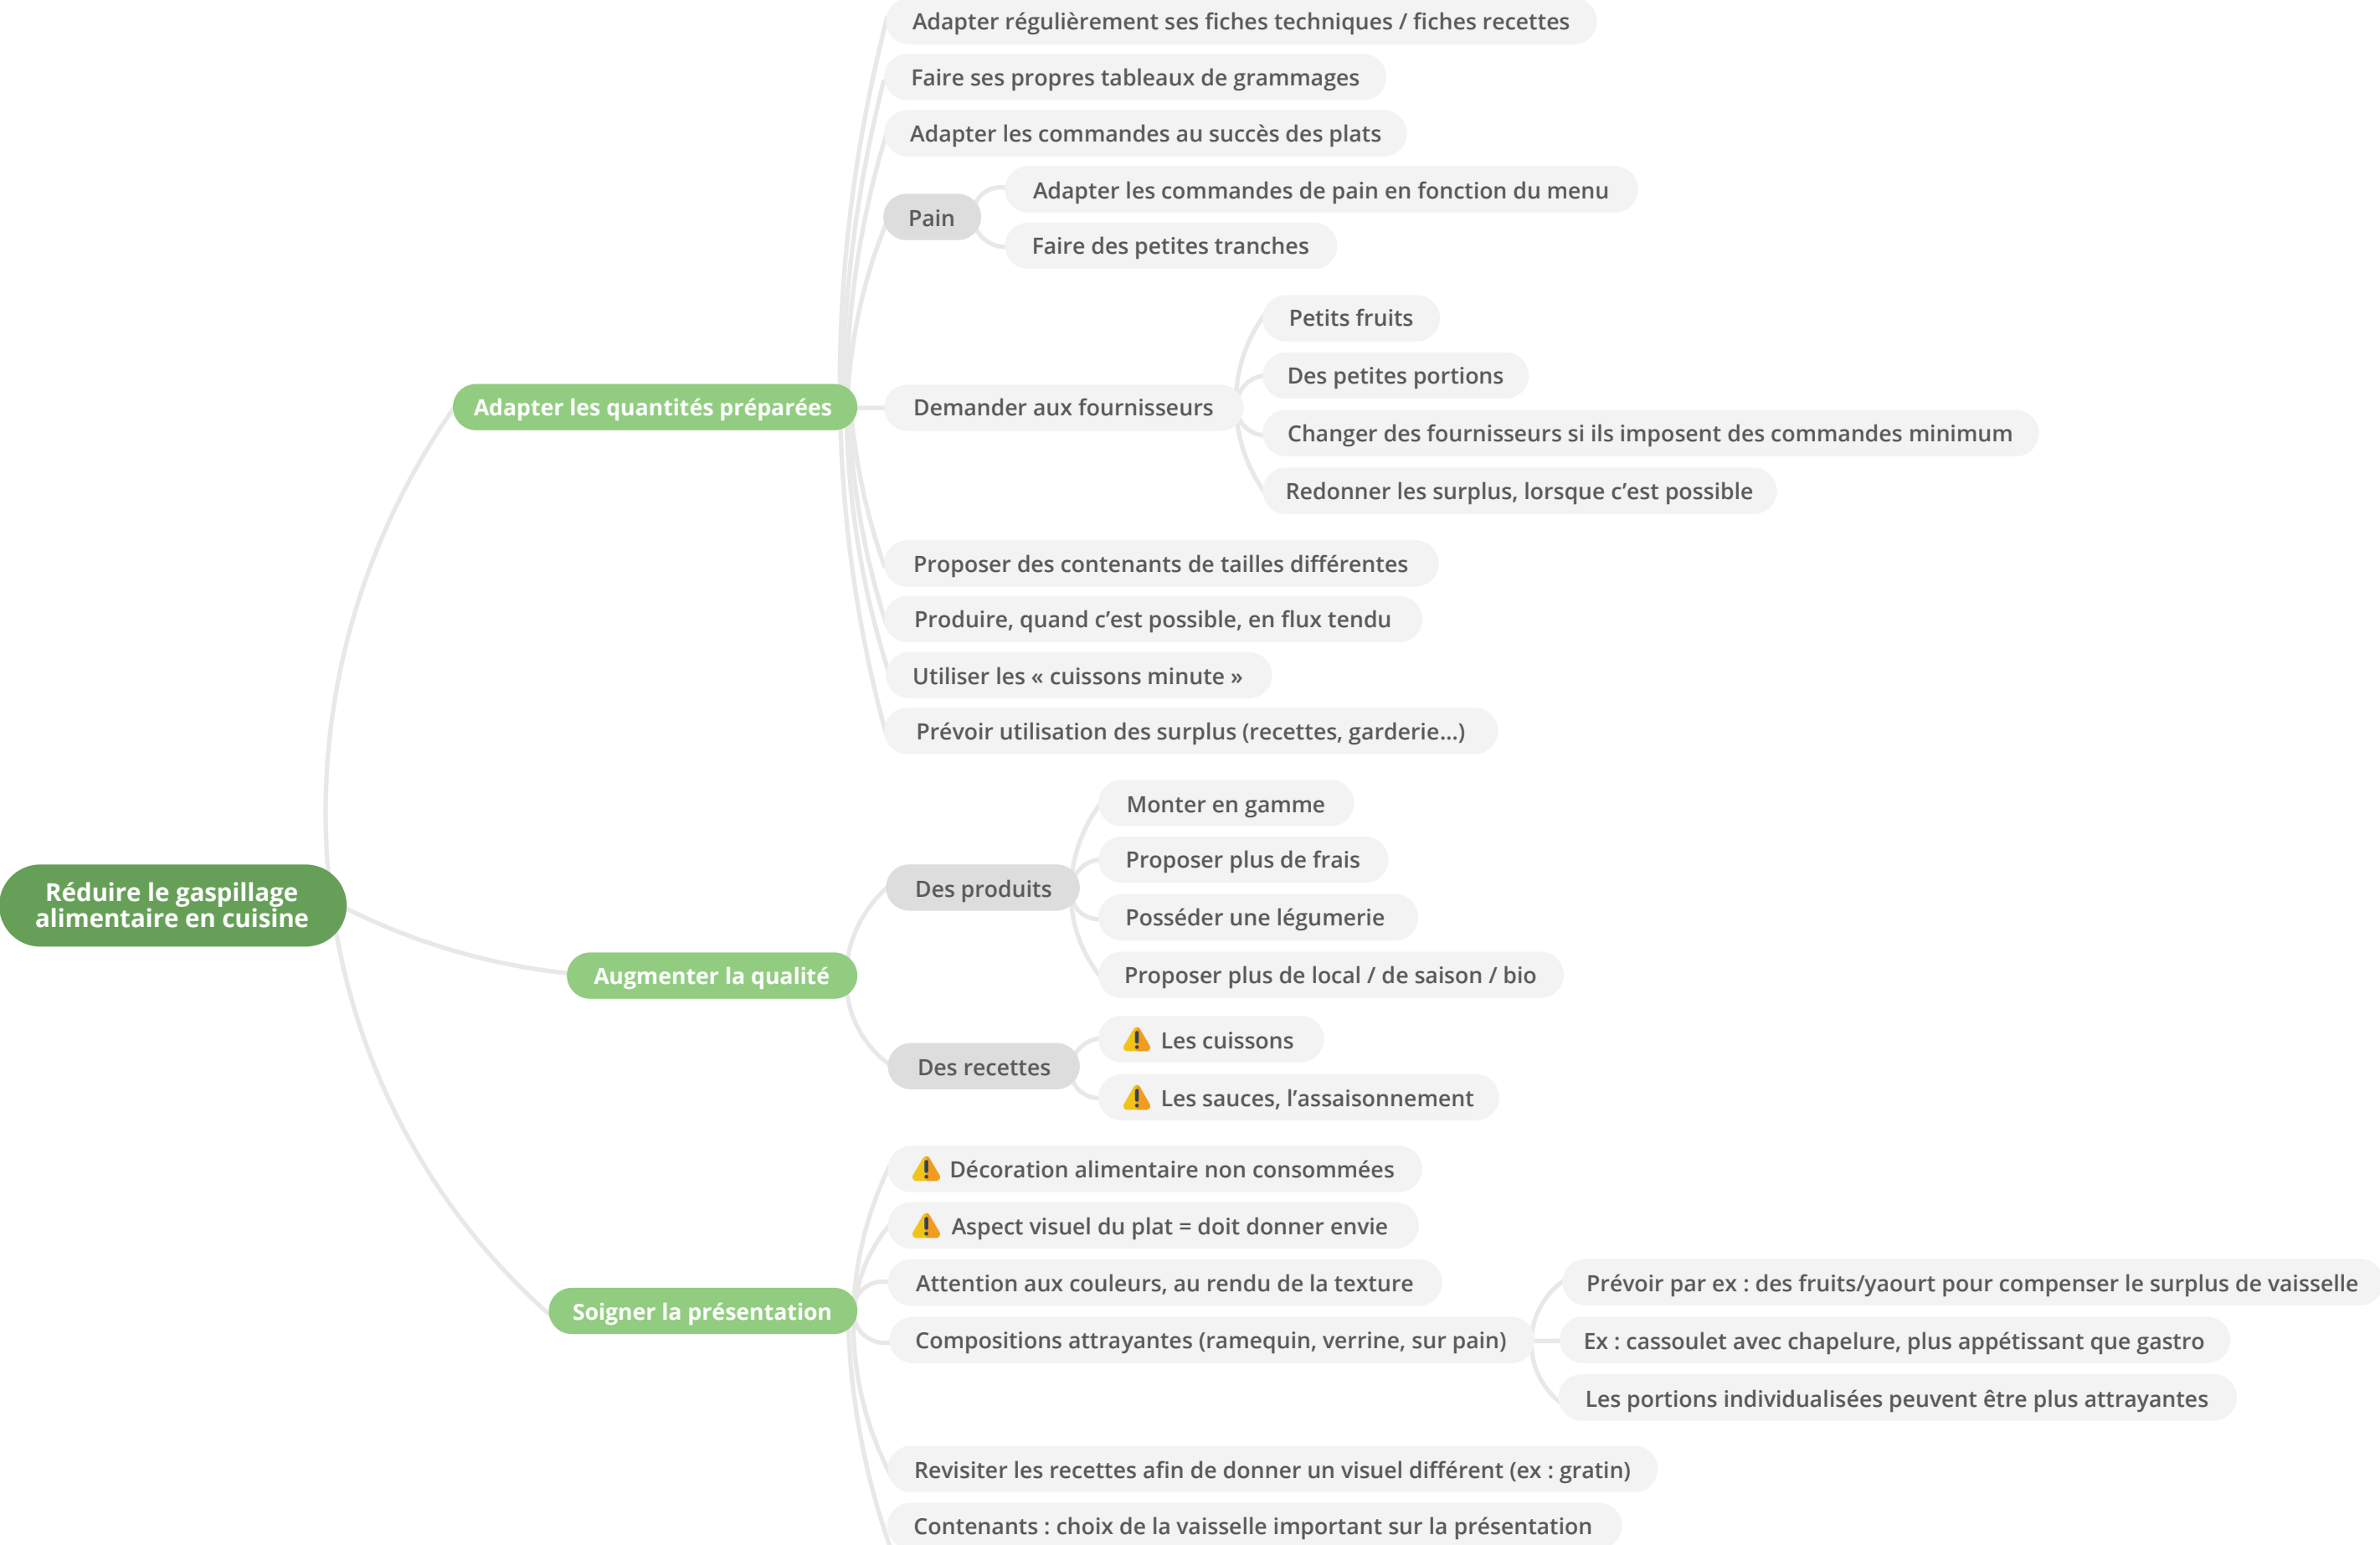 Adapter régulièrement ses fiches techniques / fiches recettes
Faire ses propres tableaux de grammages
Adapter les commandes au succès des plats
Adapter les commandes de pain en fonction du menu
Pain
Faire des petites tranches
Petits fruits
Des petites portions
Adapter les quantités préparées
Demander aux fournisseurs
Changer des fournisseurs si ils imposent des commandes minimum
Redonner les surplus, lorsque c’est possible
Proposer des contenants de tailles différentes
Produire, quand c’est possible, en flux tendu
Utiliser les « cuissons minute »
Prévoir utilisation des surplus (recettes, garderie...)
Monter en gamme
Proposer plus de frais
Des produits
Posséder une légumerie
Réduire le gaspillage
alimentaire en cuisine
Augmenter la qualité
Proposer plus de local / de saison / bio
Les cuissons
Des recettes
Les sauces, l’assaisonnement
Décoration alimentaire non consommées
Aspect visuel du plat = doit donner envie
Attention aux couleurs, au rendu de la texture
Prévoir par ex : des fruits/yaourt pour compenser le surplus de vaisselle
Soigner la présentation
Compositions attrayantes (ramequin, verrine, sur pain)
Ex : cassoulet avec chapelure, plus appétissant que gastro
Les portions individualisées peuvent être plus attrayantes
Revisiter les recettes afin de donner un visuel différent (ex : gratin)
Contenants : choix de la vaisselle important sur la présentation